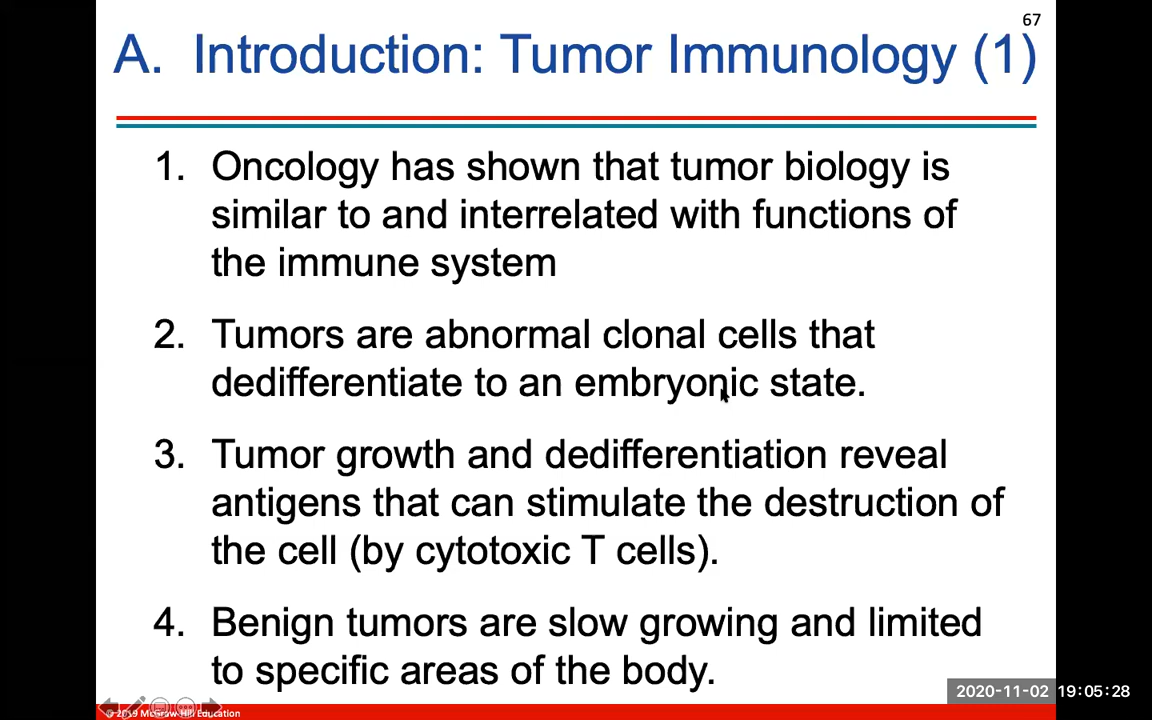 67
A. Introduction: Tumor Immunology (1)
1. Oncology has shown that tumor biology is
similar to and interrelated with functions of
the immune system
2. Tumors are abnormal clonal cells that
dedifferentiate to an embryonic state.
3. Tumor growth and dedifferentiation reveal
antigens that can stimulate the destruction of
the cell (by cytotoxic T cells).
4. Benign tumors are slow growing and limited
to specific areas of the body.
2020-11-02 19:05:28
© 2019 McGraw-Hill Education